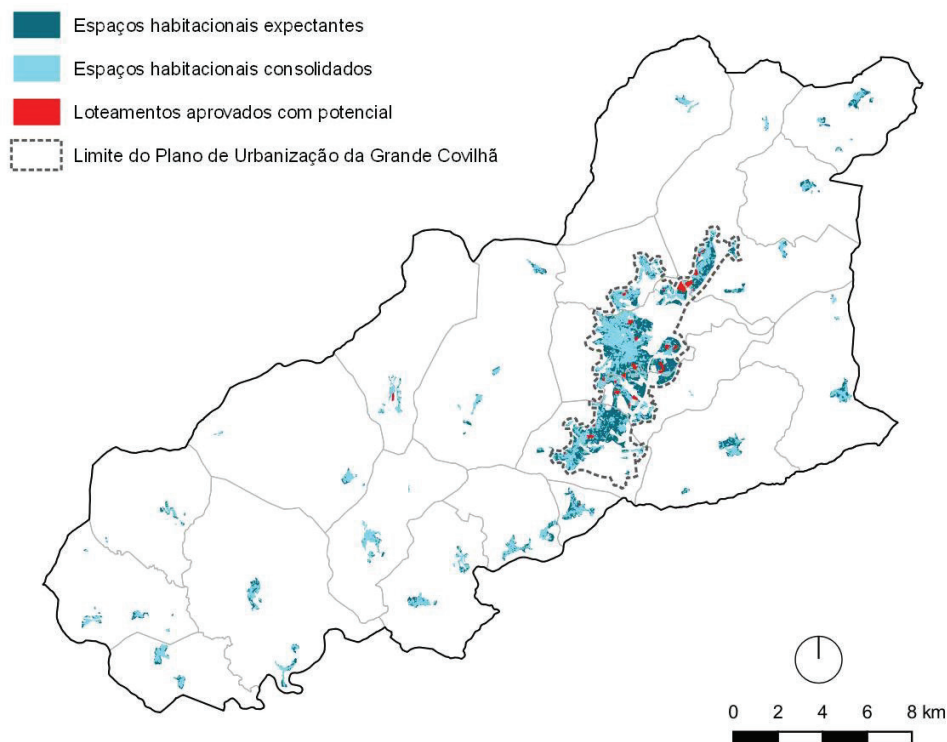 Espaços habitacionais expectantes
Espaços habitacionais consolidados
Loteamentos aprovados com potencial
Limite do Plano de Urbanização da Grande Covilhã
0 2 4 6 8 km